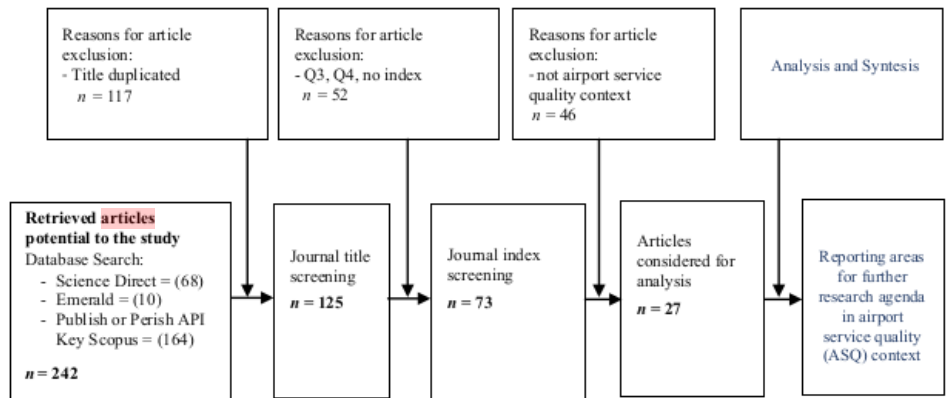 Reasons for article
exclusion:
- Title duplicated
n = 117
Reasons for article
exclusion:
- Q3, Q4, no index
n = 52
Reasons for article
exclusion:
- not airport service
quality context
n = 46
Analysis and Syntesis
Retrieved articles
potential to the study
Database Search:
- Science Direct = (68)
- Emerald = (10)
- Publish or Perish API
Key Scopus = (164)
n = 242
Journal title
screening
n = 125
Journal index
screening
n = 73
Articles
considered for
analysis
n = 27
Reporting areas
for further
research agenda
in airport
service quality
(ASQ) context